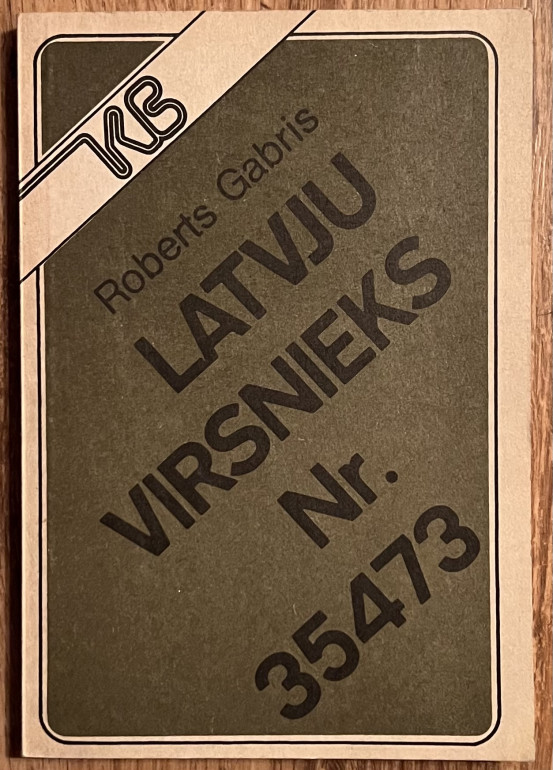 KB
Roberts Gabris
LATVJU
VIRSNIEKS
Nr.
35473